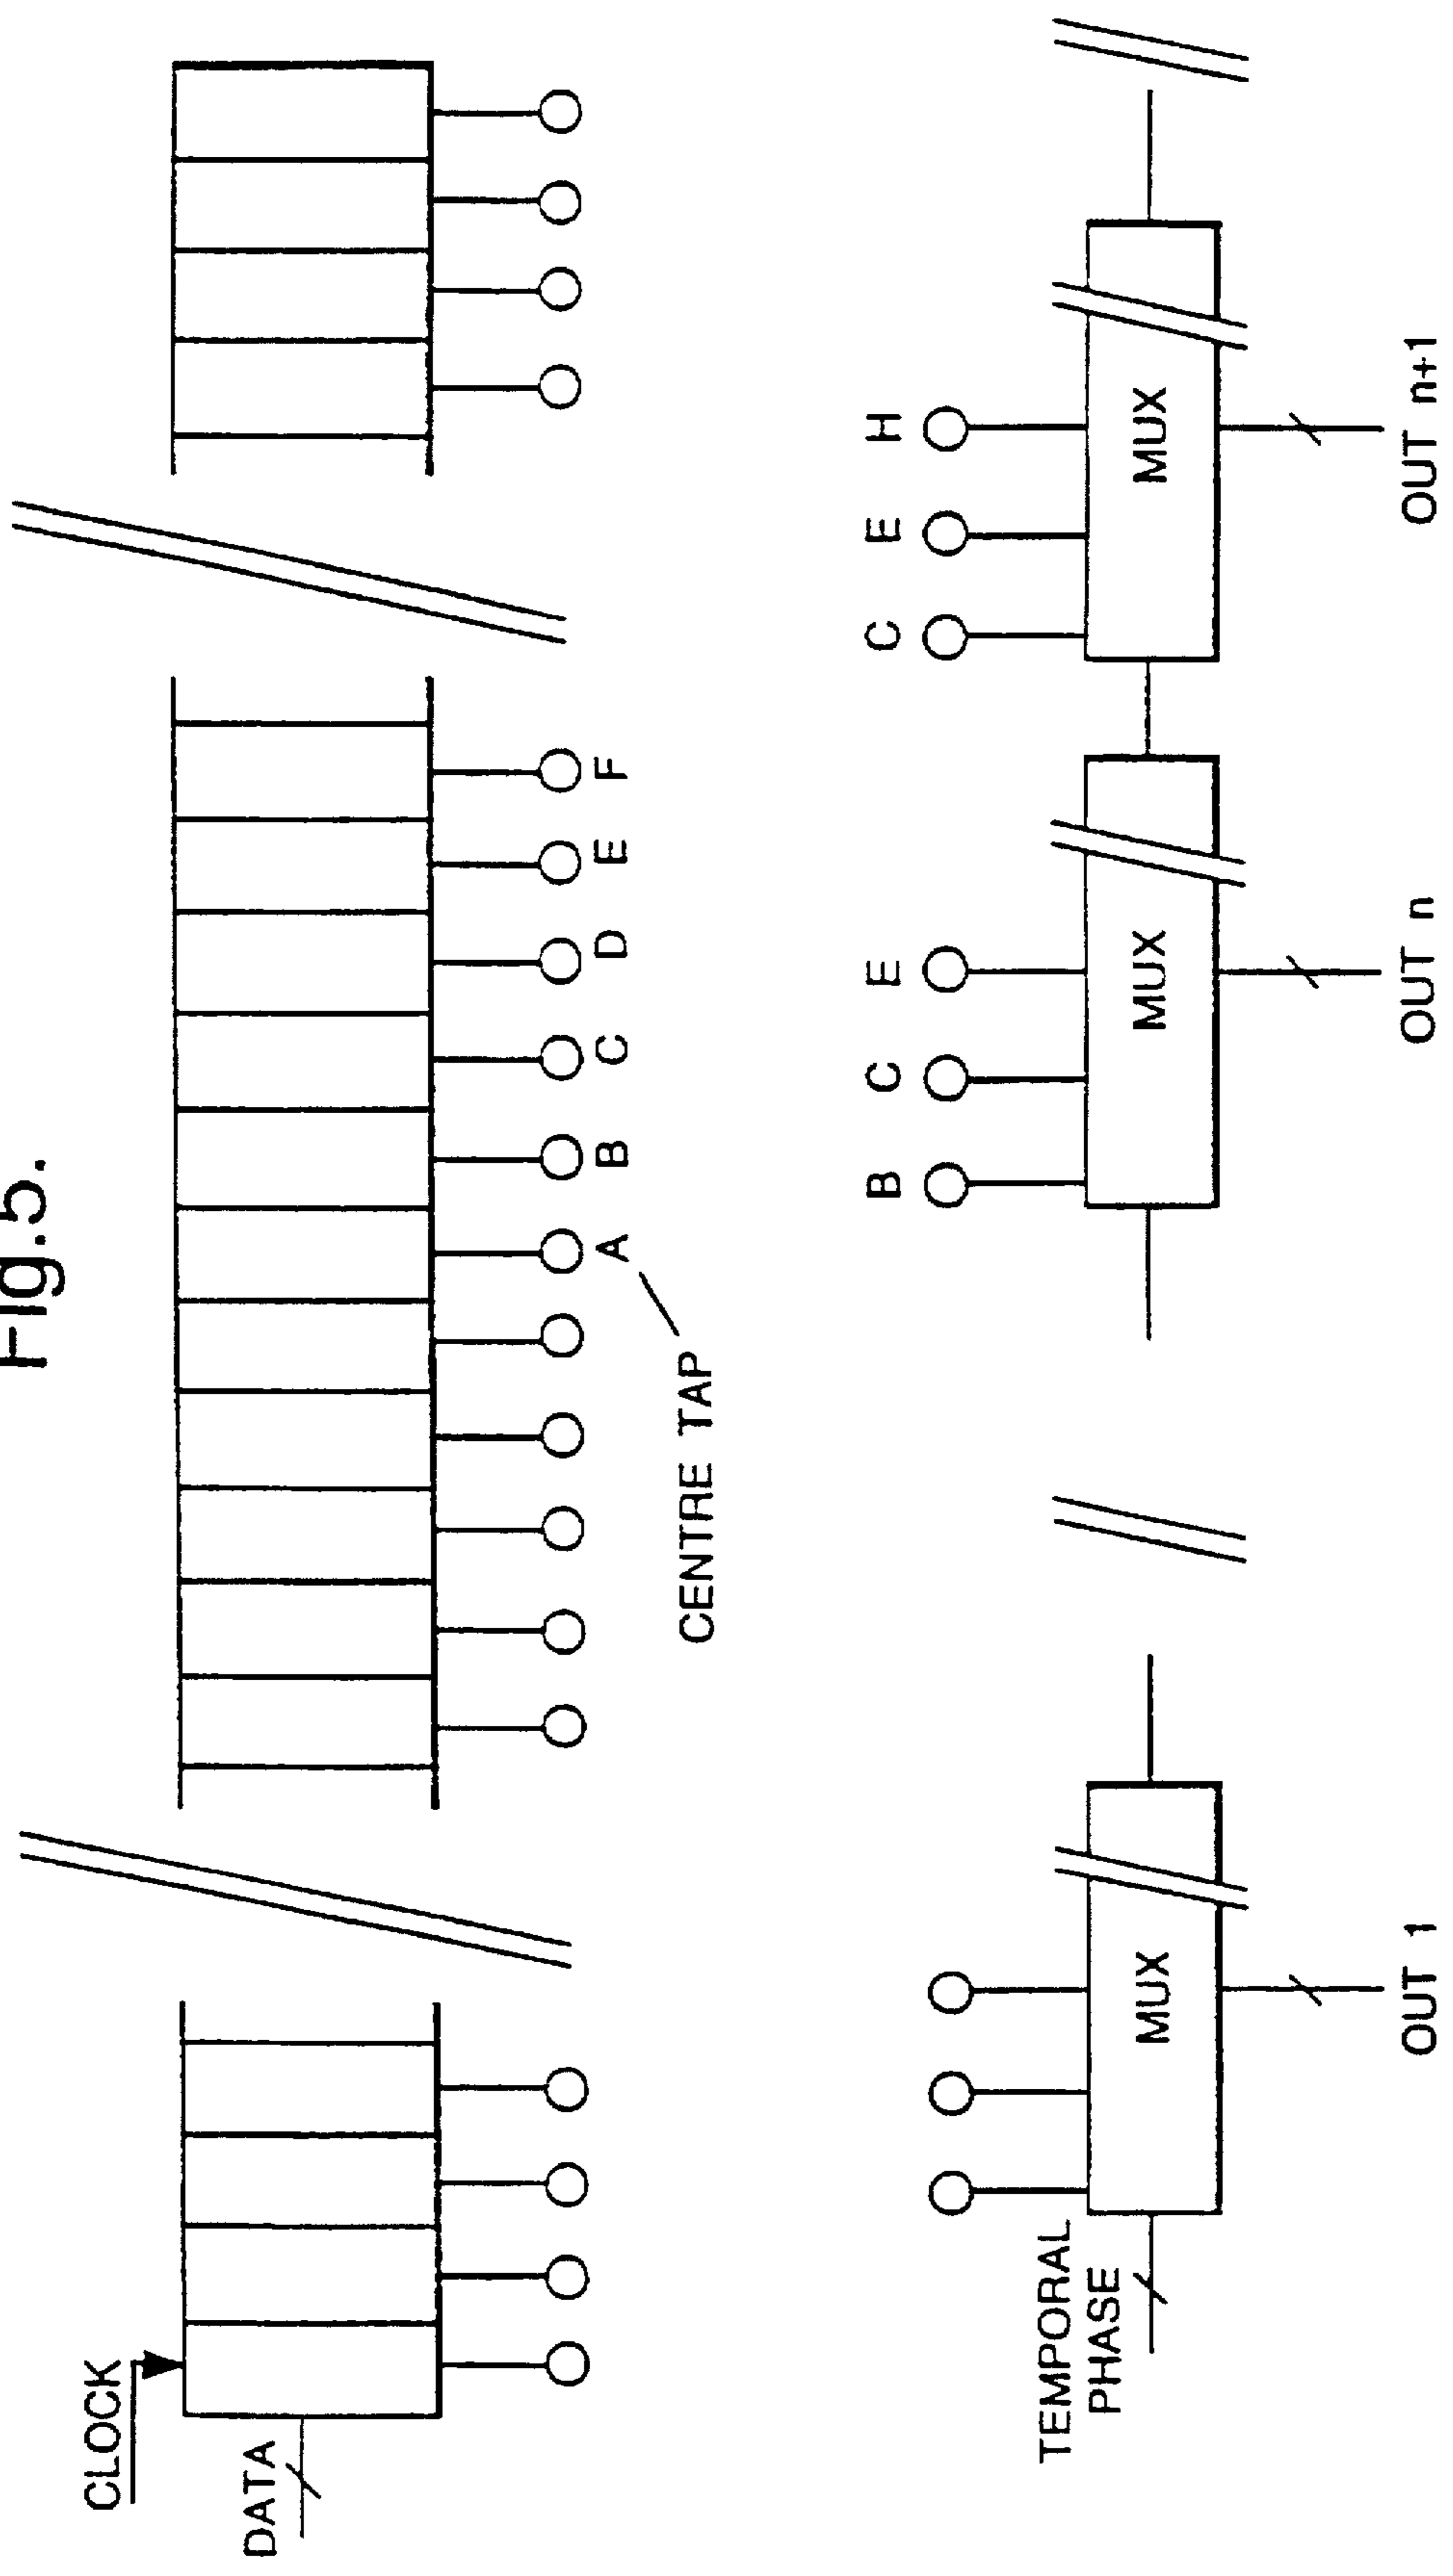 Fig.5.
CLOCK
DATA
A B C D E F
CENTRE TAP
TEMPORAL
PHASE
MUX
OUT 1
B C E
MUX
OUT n
C E H
MUX
OUT n+1